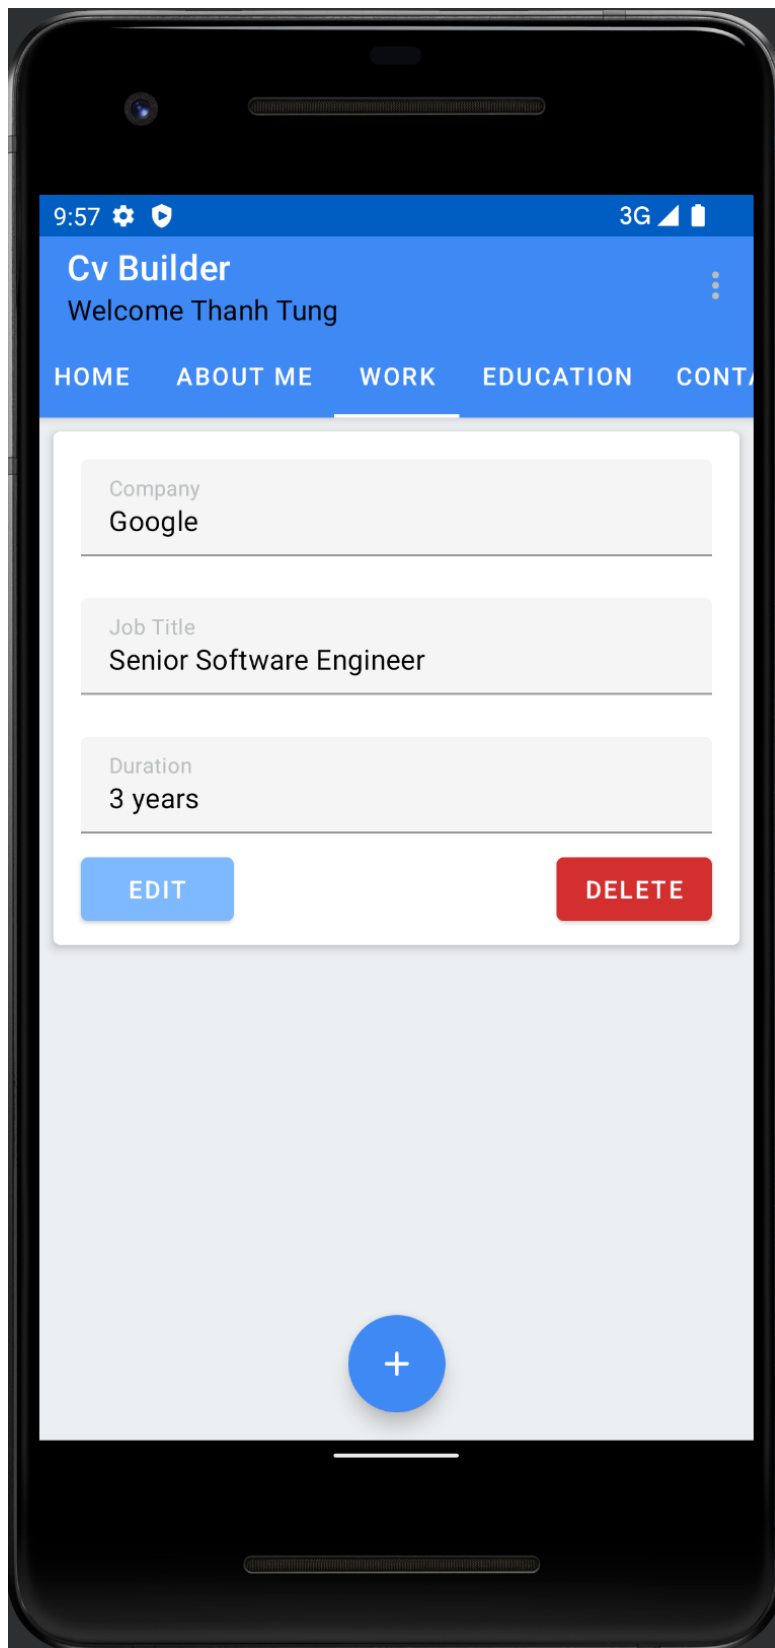 9:57 3G
Cv Builder
Welcome Thanh Tung
HOME ABOUT ME WORK EDUCATION CONTA
Company
Google
Job Title
Senior Software Engineer
Duration
3 years
EDIT DELETE
+